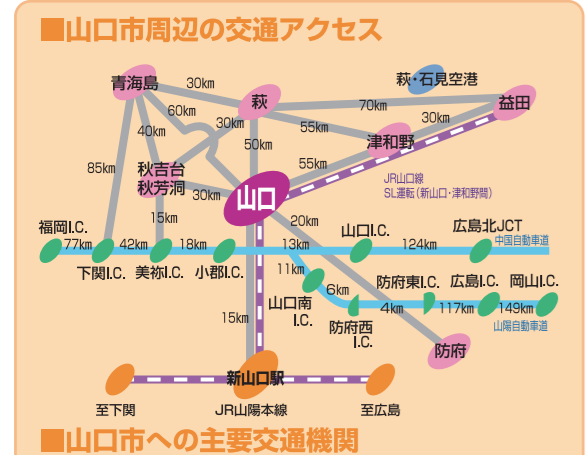 ■山口市周辺の交通アクセス
青海島
30km
萩
萩・石見空港
益田
60km
70km
40km
30km
55km
30km
津和野
50km
85km
秋吉台
秋芳洞
55km
30km
山口
JR山口線
SL運転(新山口・津和野間)
15km
20km
福岡I.C.
山口I.C.
広島北JCT
中国自動車道
77km
42km
18km
13km
124km
下関I.C.
美祢I.C.
小郡I.C.
11km
山口南
I.C.
6km
防府東I.C.
広島I.C.
岡山I.C.
15km
4km
117km
149km
防府西
I.C.
山陽自動車道
防府
新山口駅
至下関
JR山陽本線
至広島
■山口市への主要交通機関